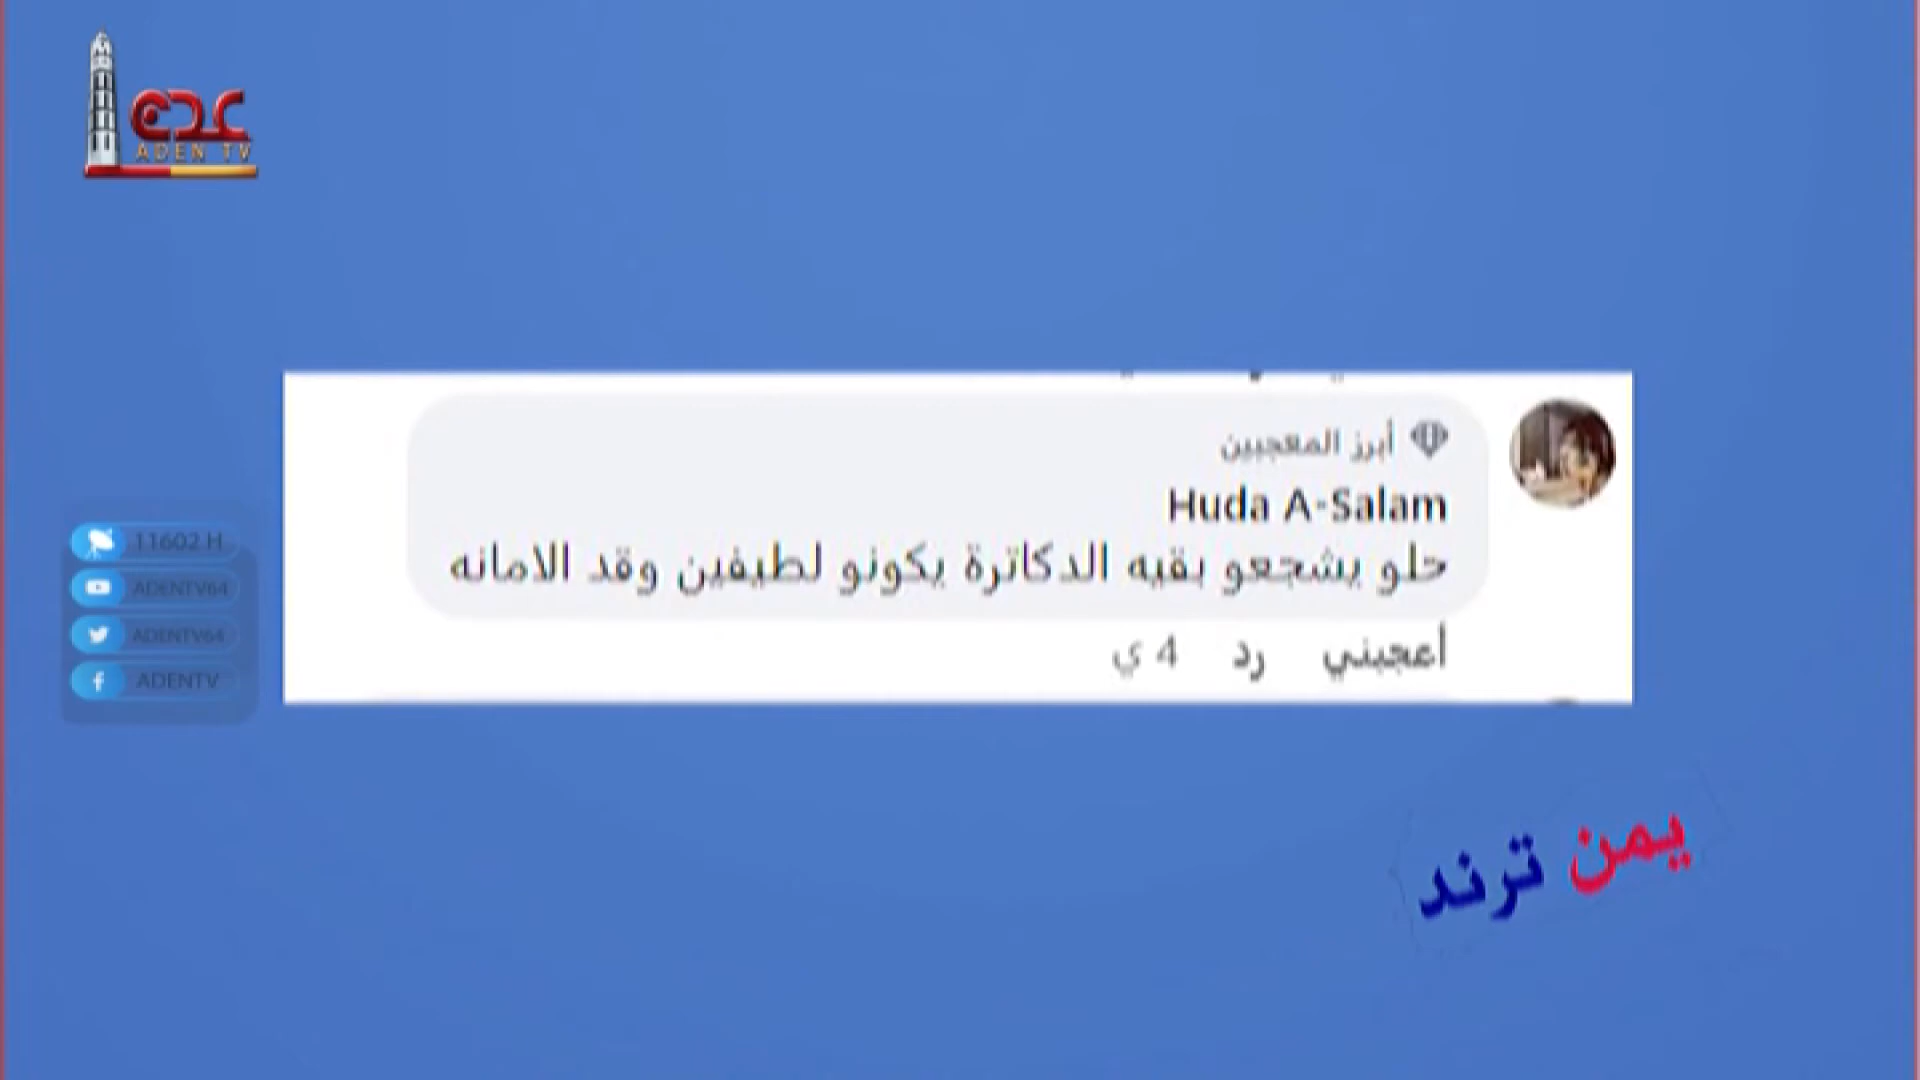 عدن
ADEN TV
أبرز المعجبين
Huda A-Salam
حلو يشجعو بقيه الدكاترة يكونو لطيفين وقد الامانه
أعجبني رد 4 ي
11602 H
ADENTV64
ADENTV64
ADENTV
يمن ترند